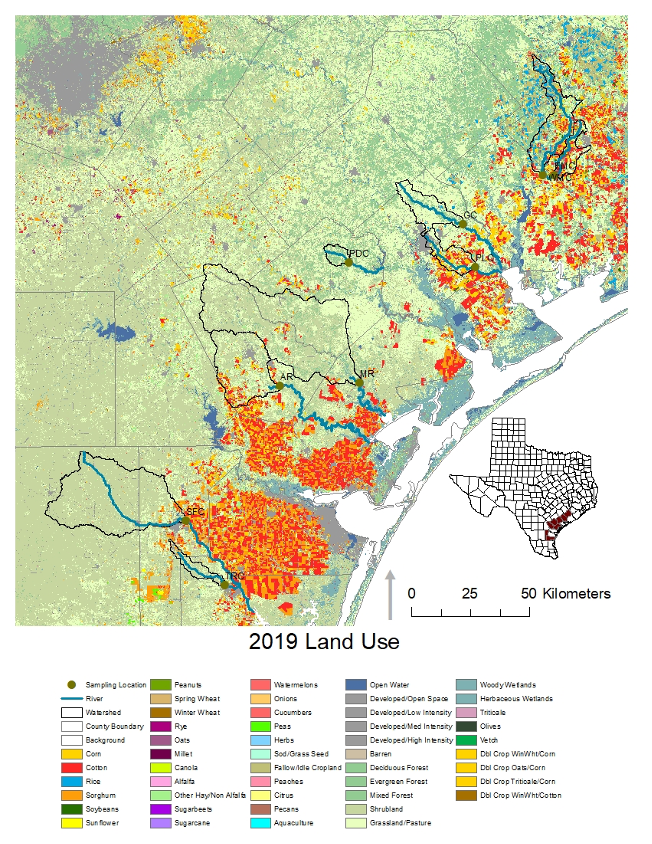 GC
PLC
PDC
AR
MR
SFC
0 25 50 Kilometers
2019 Land Use
Sampling Location
River
Watershed
County Boundary
Background
Corn
Cotton
Rice
Sorghum
Soybeans
Sunflower
Peanuts
Spring Wheat
Winter Wheat
Rye
Oats
Millet
Canola
Alfalfa
Other Hay/Non Alfalfa
Sugarbeets
Sugarcane
Watermelons
Onions
Cucumbers
Peas
Herbs
Sod/Grass Seed
Fallow/Idle Cropland
Peaches
Citrus
Pecans
Aquaculture
Open Water
Developed/Open Space
Developed/Low Intensity
Developed/Med Intensity
Developed/High Intensity
Barren
Deciduous Forest
Evergreen Forest
Mixed Forest
Shrubland
Grassland/Pasture
Woody Wetlands
Herbaceous Wetlands
Triticale
Olives
Vetch
Dbl Crop WinWht/Corn
Dbl Crop Oats/Corn
Dbl Crop Triticale/Corn
Dbl Crop WinWht/Cotton